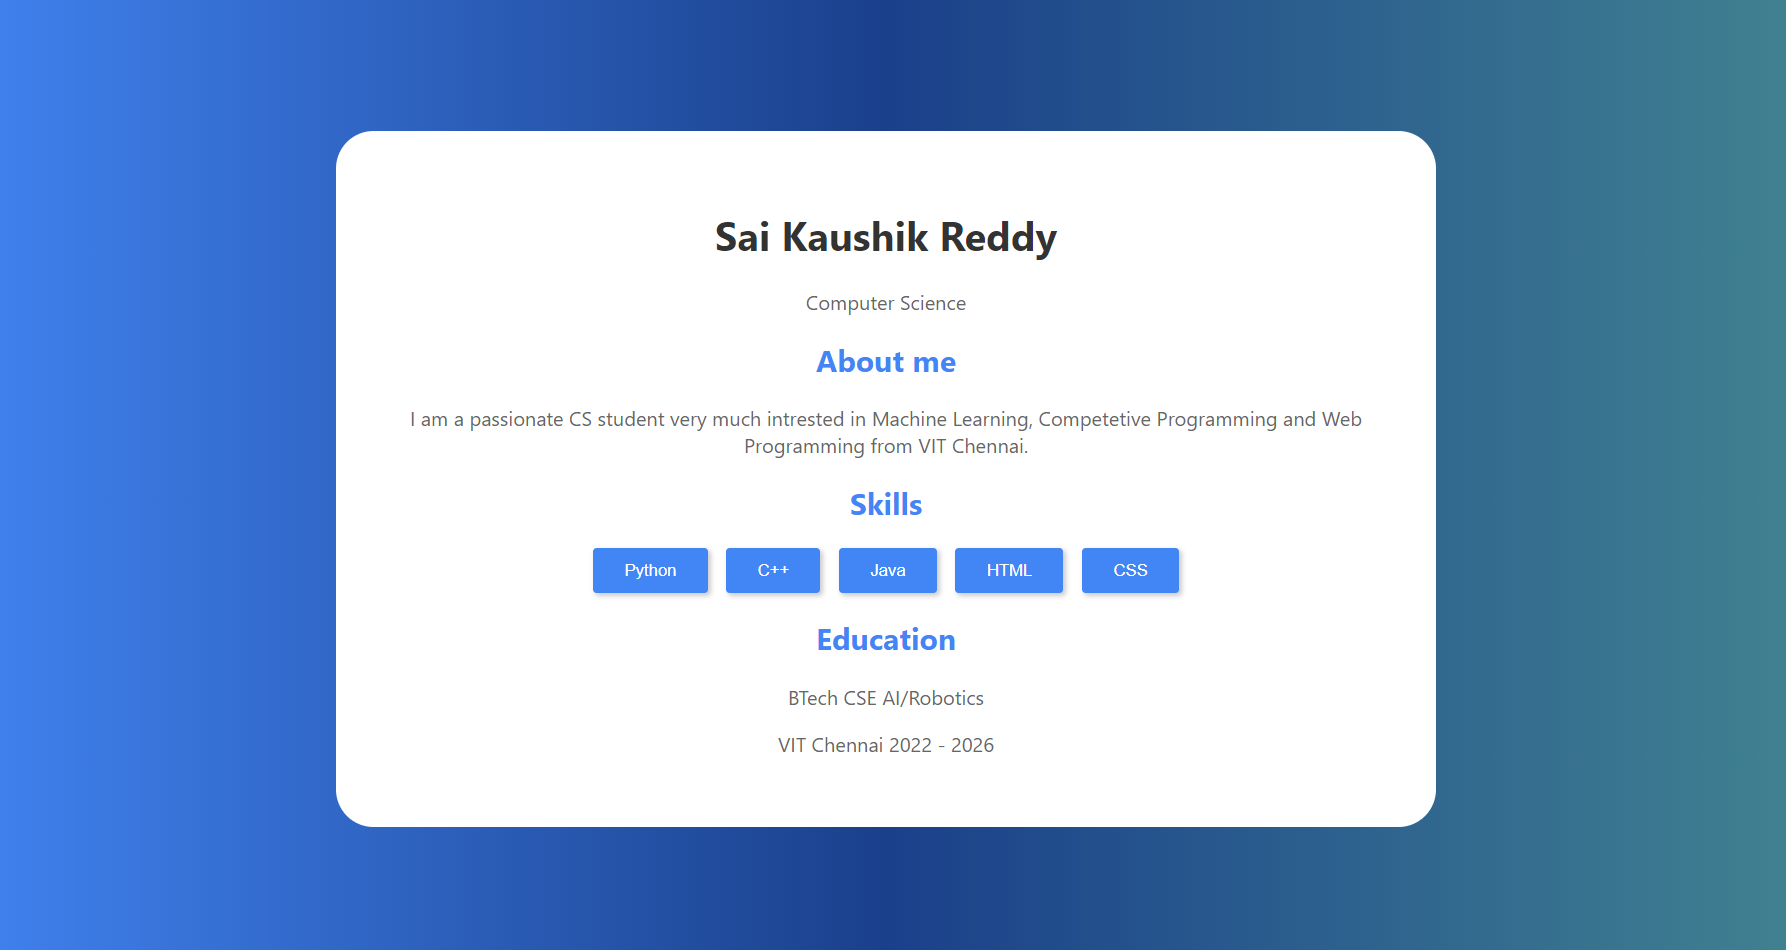 Sai Kaushik Reddy
Computer Science
About me
I am a passionate CS student very much intrested in Machine Learning, Competetive Programming and Web
Programming from VIT Chennai.
Skills
Python C++ Java HTML CSS
Education
BTech CSE AI/Robotics
VIT Chennai 2022 - 2026